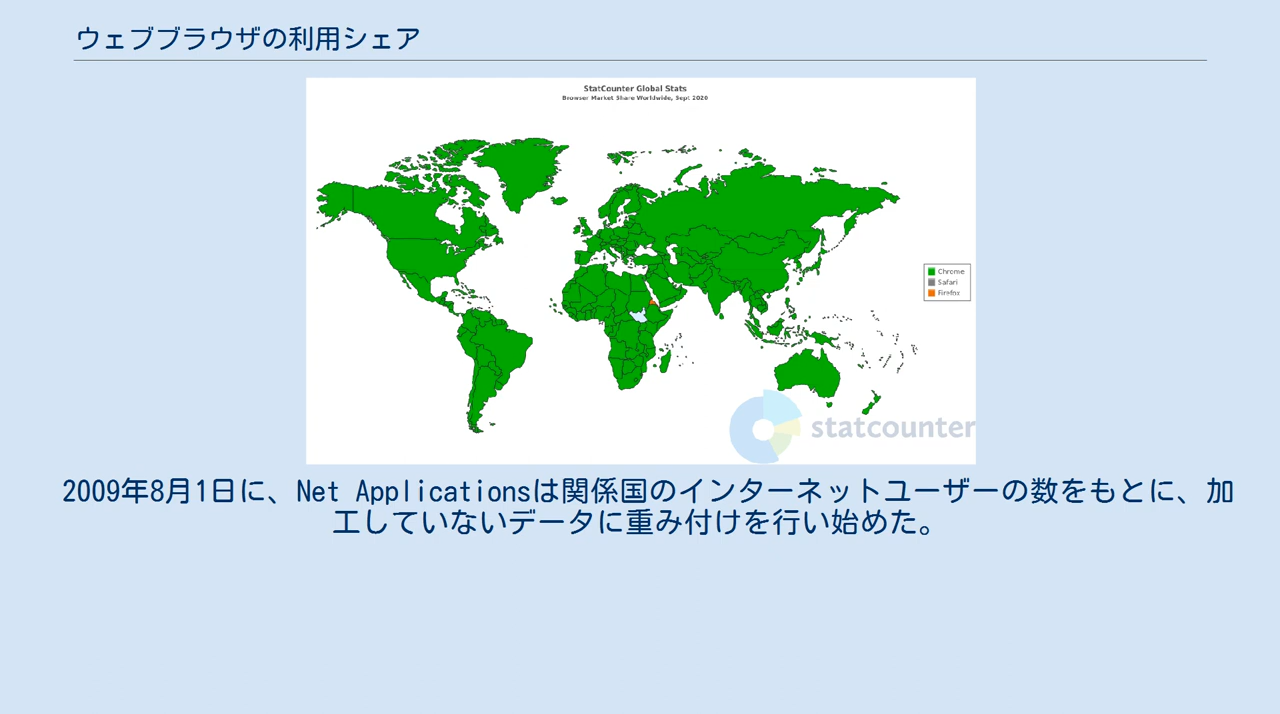 ウェブブラウザの利用シェア
StatCounter Global Stats
Browser Market Share Worldwide, Sept 2020
Chrome
Safari
Firefox
statcounter
2009年8月1日に、Net Applicationsは関係国のインターネットユーザーの数をもとに、加
工していないデータに重み付けを行い始めた。